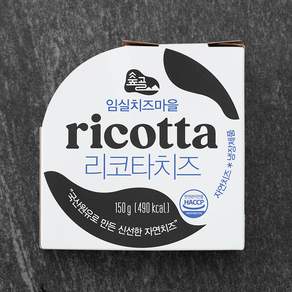 숲골
임실치즈마을
ricotta
리코타치즈
150g (490 kcal)
HACCP
자연치즈 * 냉장제품
"국산원유로 만든 신선한 자연치즈"